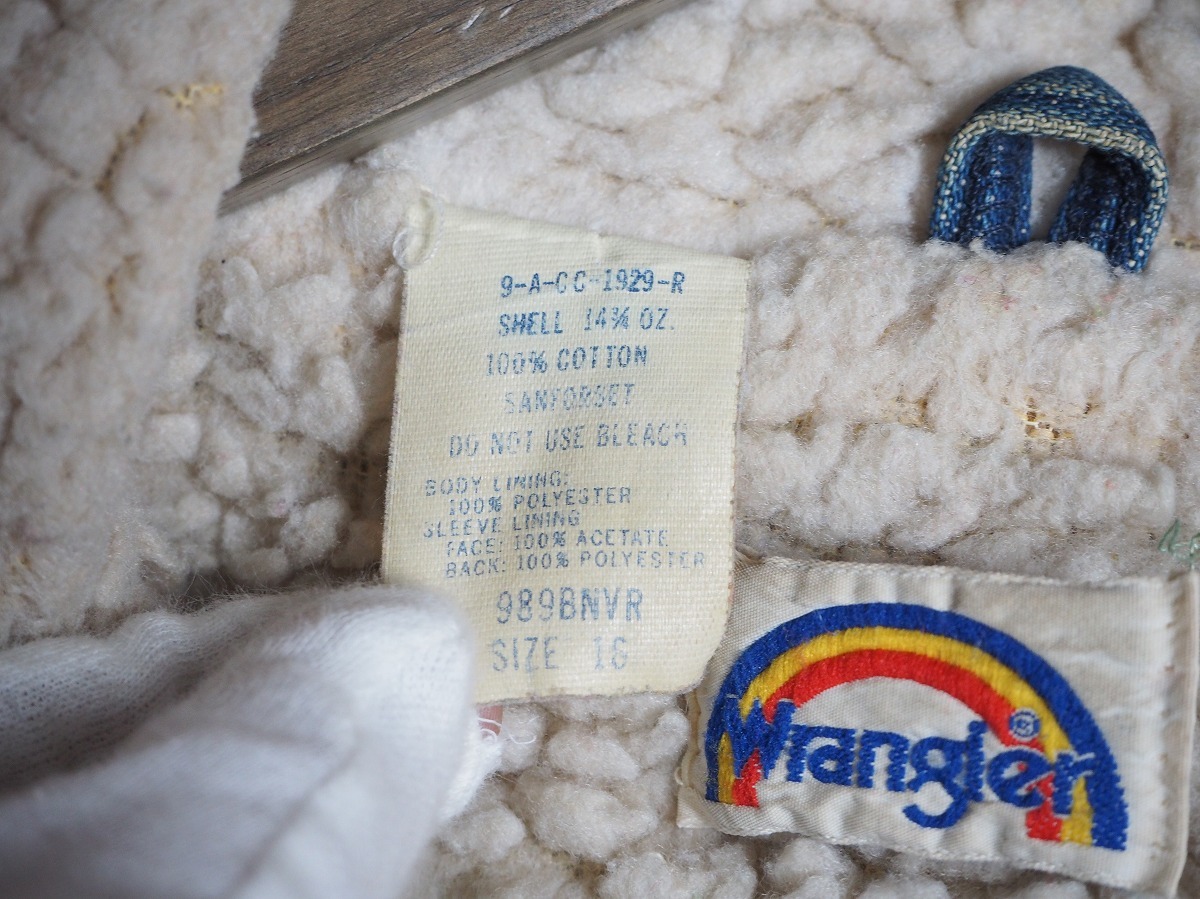 9-A-CC-1929-R
SHELL 14¾ OZ.
100% COTTON
SANFORSET
DO NOT USE BLEACH
BODY LINING:
100% POLYESTER
SLEEVE LINING
FACE: 100% ACETATE
BACK: 100% POLYESTER
989BNVR
SIZE
Wrangler®